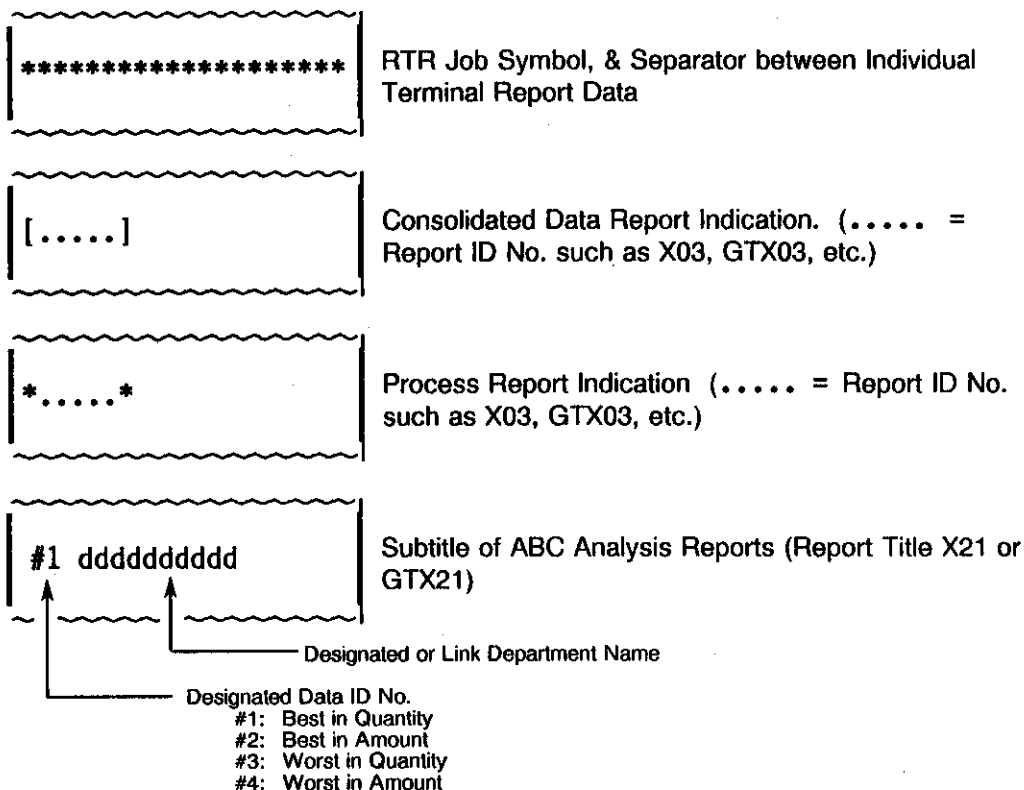 ******************** RTR Job Symbol, & Separator between Individual
Terminal Report Data
[.....] Consolidated Data Report Indication. (..... =
Report ID No. such as X03, GTX03, etc.)
*.....* Process Report Indication (..... = Report ID No.
such as X03, GTX03, etc.)
#1 dddddddddd Subtitle of ABC Analysis Reports (Report Title X21 or
GTX21)
Designated or Link Department Name
Designated Data ID No.
#1: Best in Quantity
#2: Best in Amount
#3: Worst in Quantity
#4: Worst in Amount